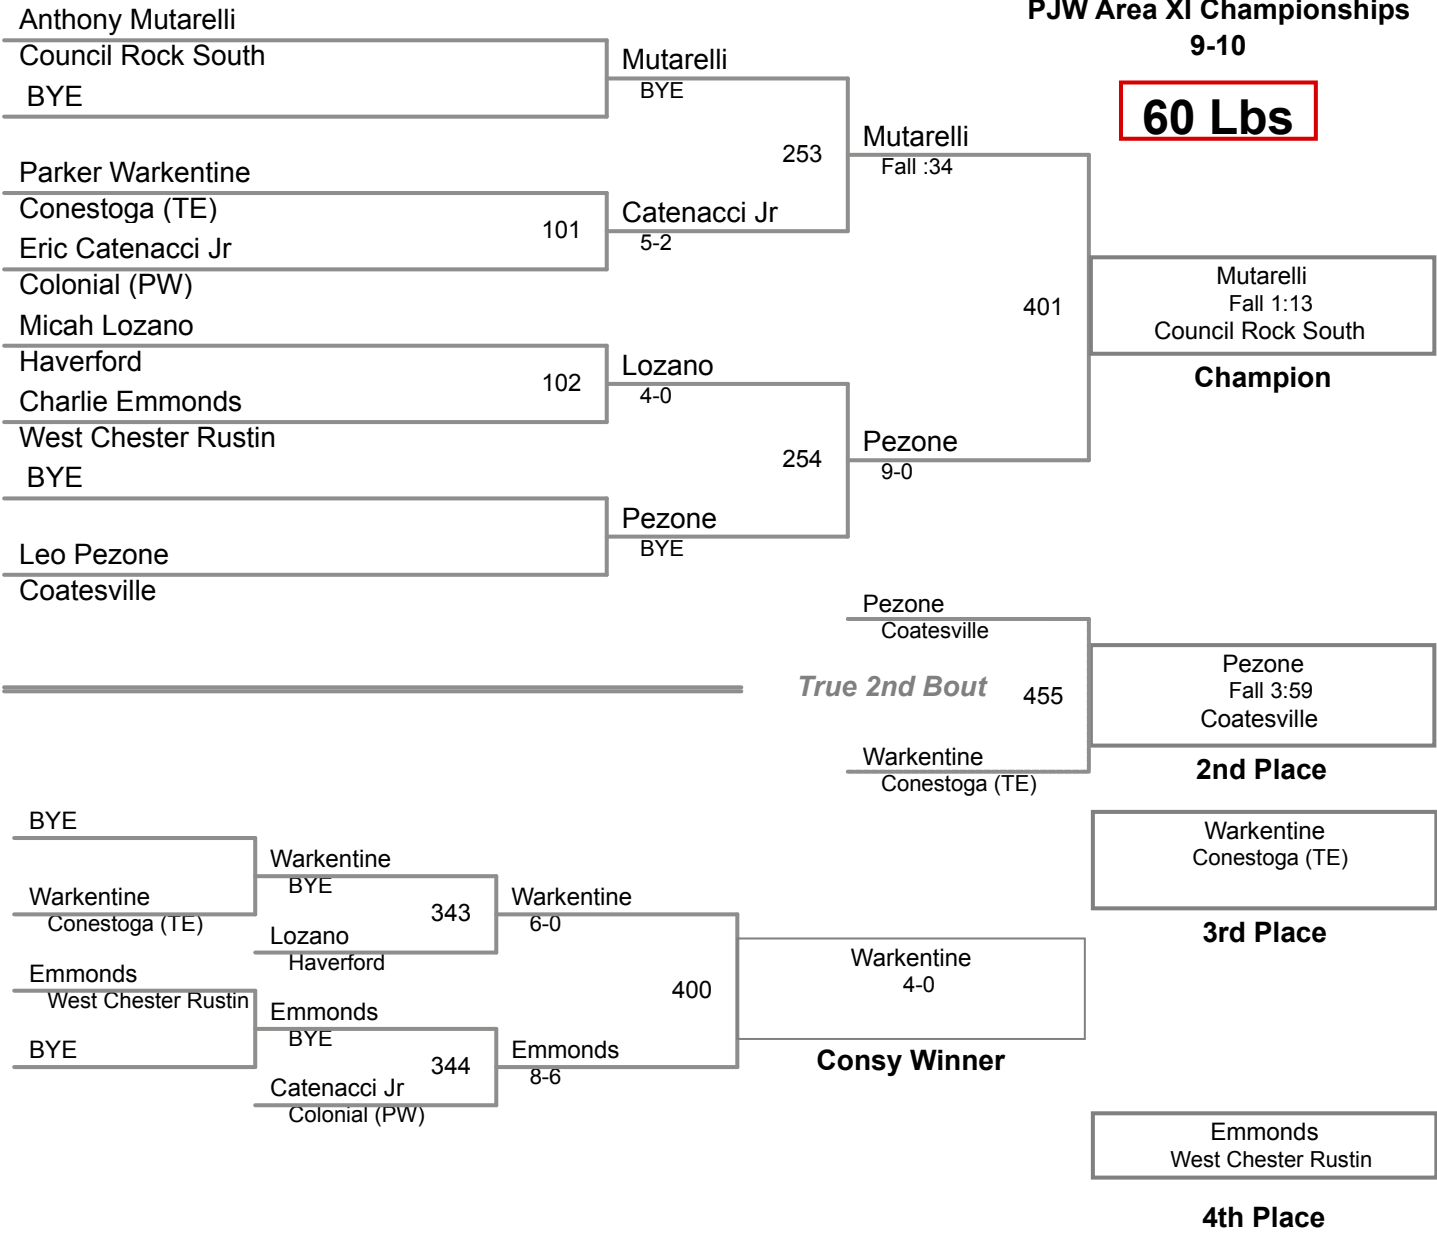 PJW Area XI Championships
9-10
60 Lbs
Anthony Mutarelli
Council Rock South
BYE
Parker Warkentine
Conestoga (TE)
Eric Catenacci Jr
Colonial (PW)
Micah Lozano
Haverford
Charlie Emmonds
West Chester Rustin
BYE
Leo Pezone
Coatesville
101
102
Mutarelli
BYE
Catenacci Jr
5-2
Lozano
4-0
Pezone
BYE
253
254
Mutarelli
Fall :34
Pezone
9-0
401
Mutarelli
Fall 1:13
Council Rock South
Champion
Pezone
Coatesville
True 2nd Bout
455
Warkentine
Conestoga (TE)
Pezone
Fall 3:59
Coatesville
2nd Place
Warkentine
Conestoga (TE)
3rd Place
BYE
Warkentine
Conestoga (TE)
Emmonds
West Chester Rustin
BYE
Warkentine
BYE
343
Lozano
Haverford
Emmonds
BYE
344
Catenacci Jr
Colonial (PW)
Warkentine
6-0
400
Emmonds
8-6
Warkentine
4-0
Consy Winner
Emmonds
West Chester Rustin
4th Place